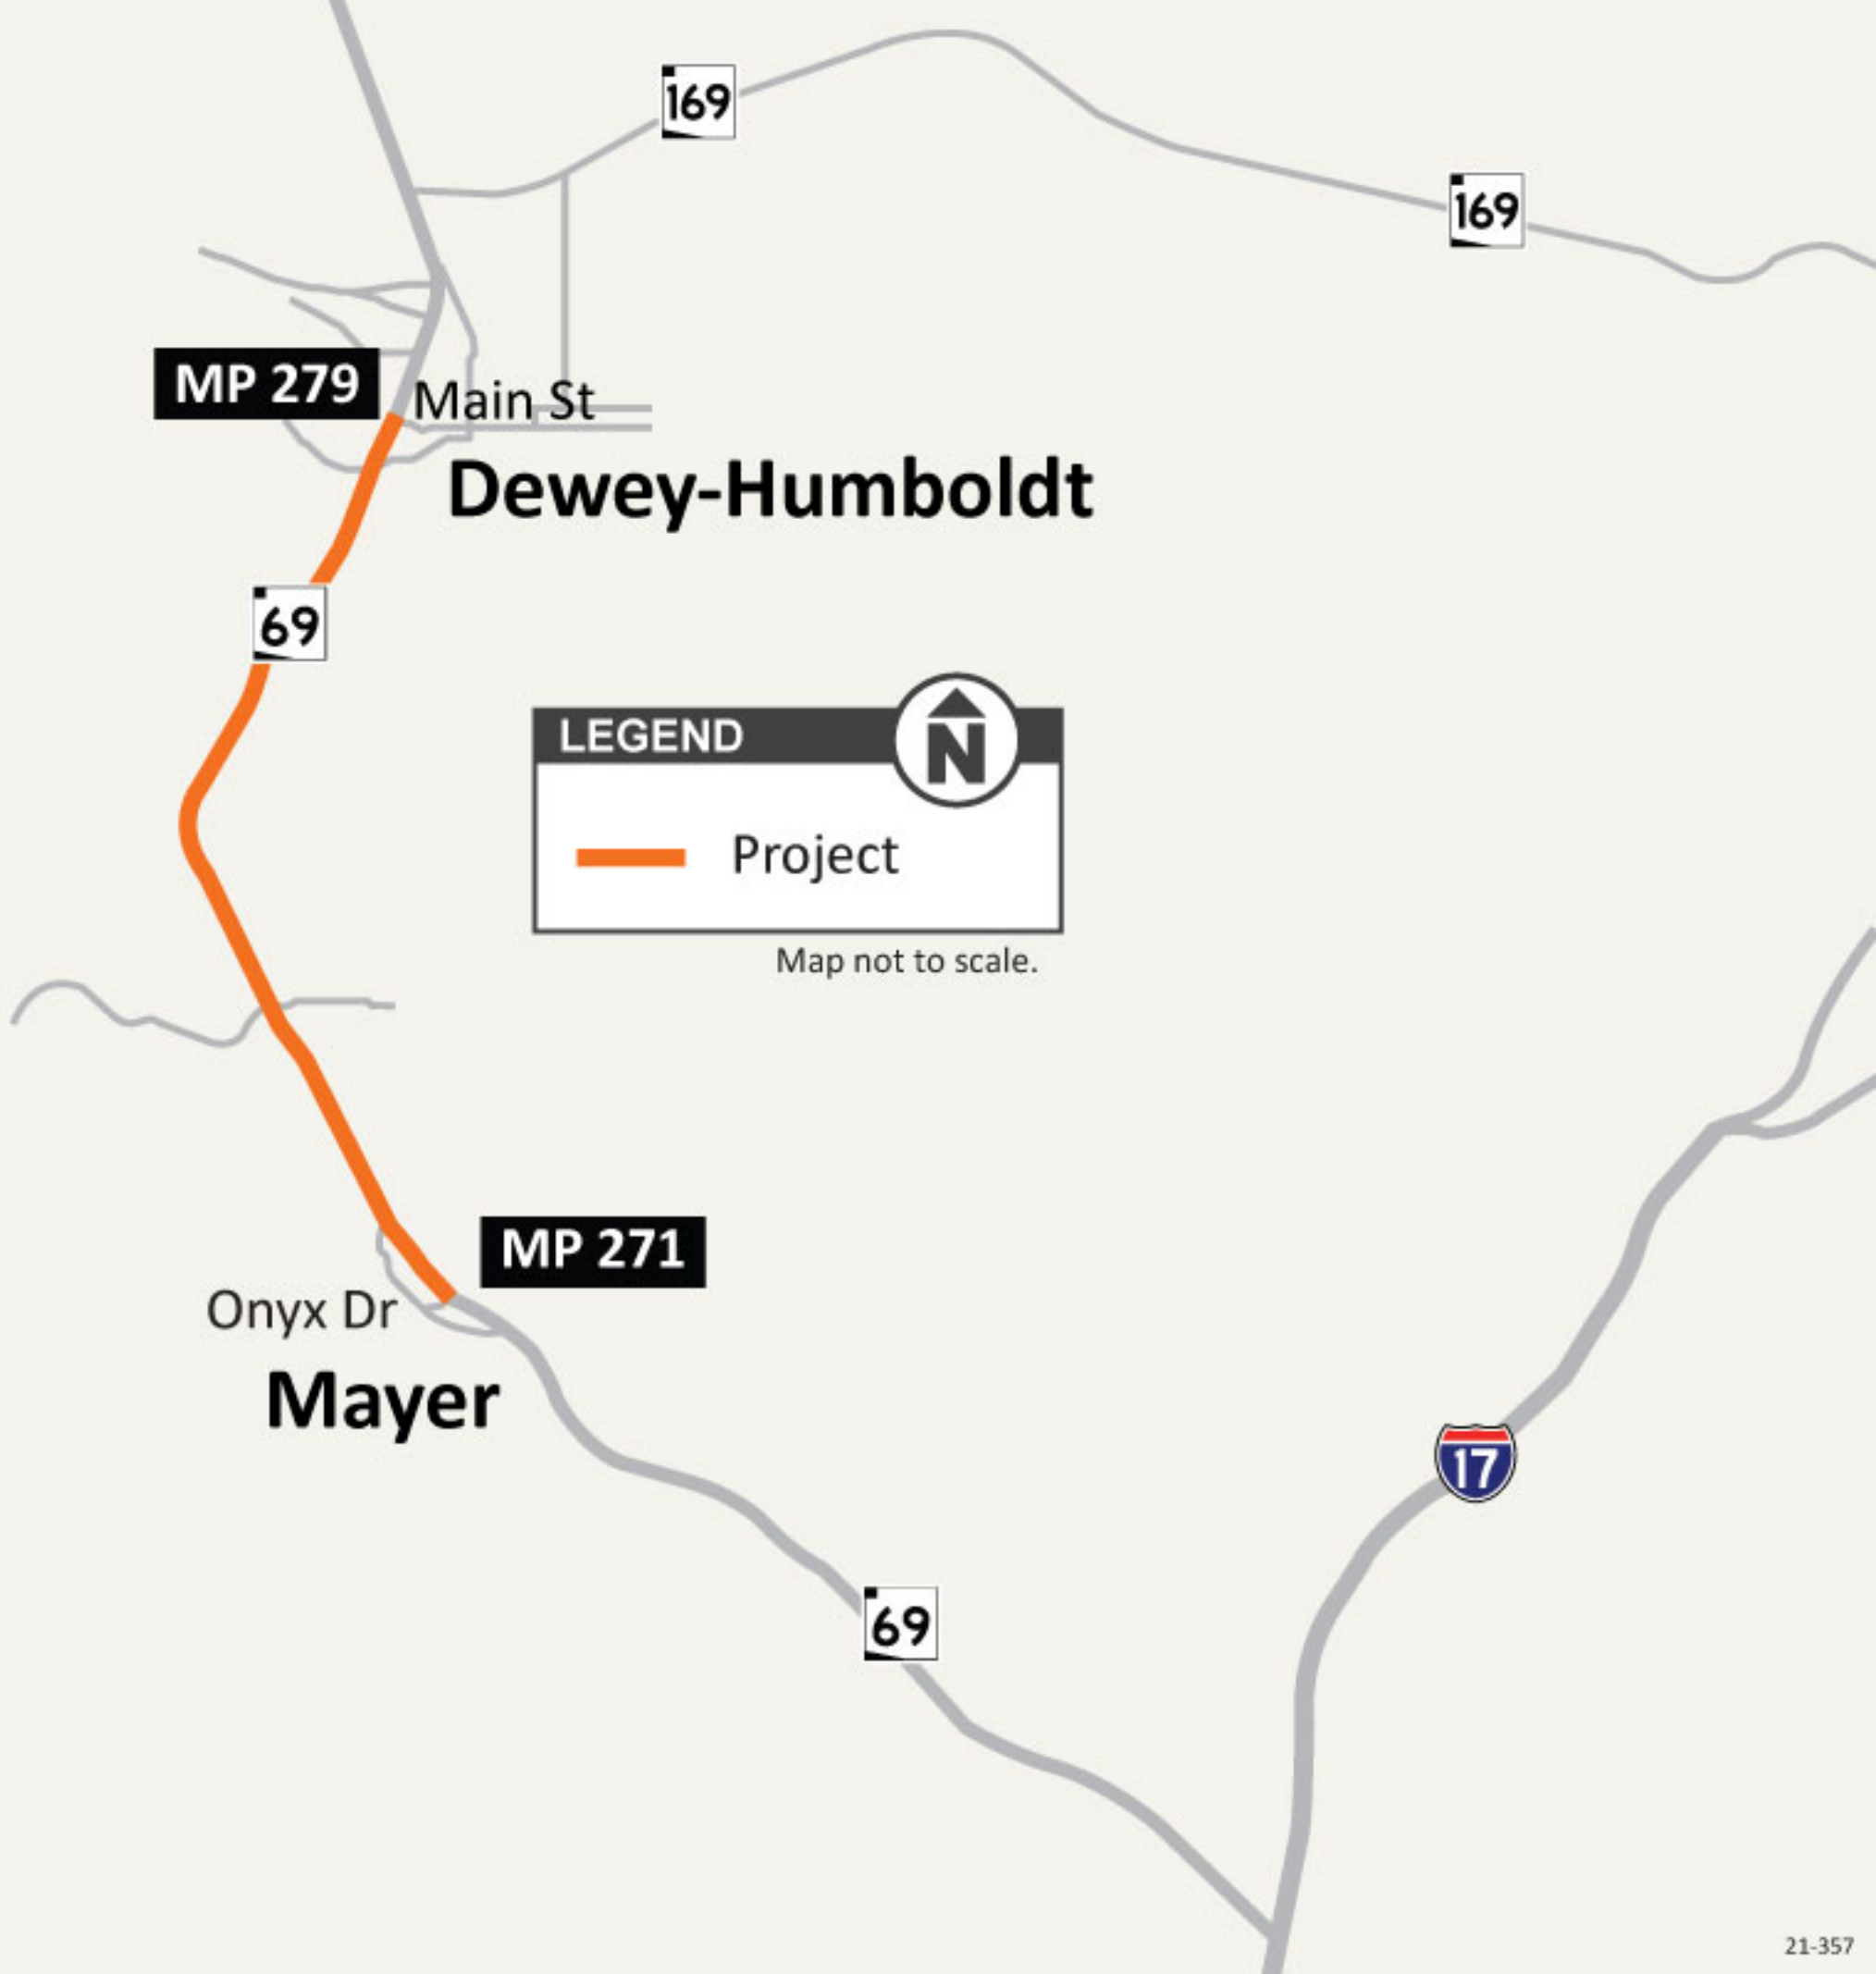 169
169
MP 279
Main St
Dewey-Humboldt
69
LEGEND
N
Project
Map not to scale.
MP 271
Onyx Dr
Mayer
17
69
21-357